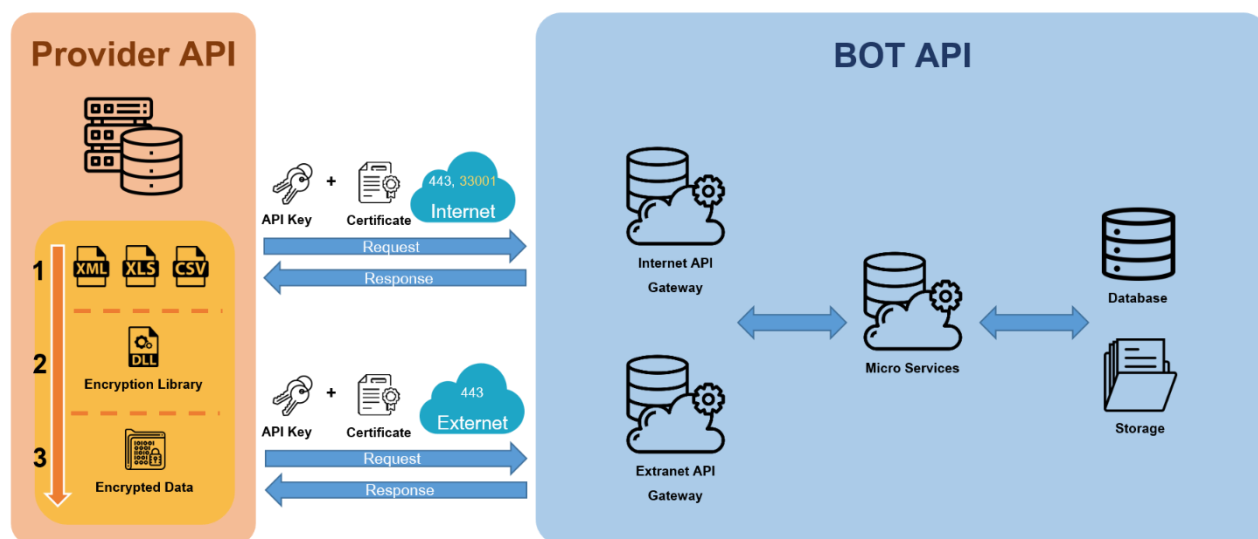 Provider API
BOT API
1
XML XLS CSV
2
DLL
Encryption Library
3
Encrypted Data
+
API Key
Certificate
443, 33001
Internet
Request
Response
+
API Key
Certificate
443
Externet
Request
Response
Internet API
Gateway
Extranet API
Gateway
Micro Services
Database
Storage